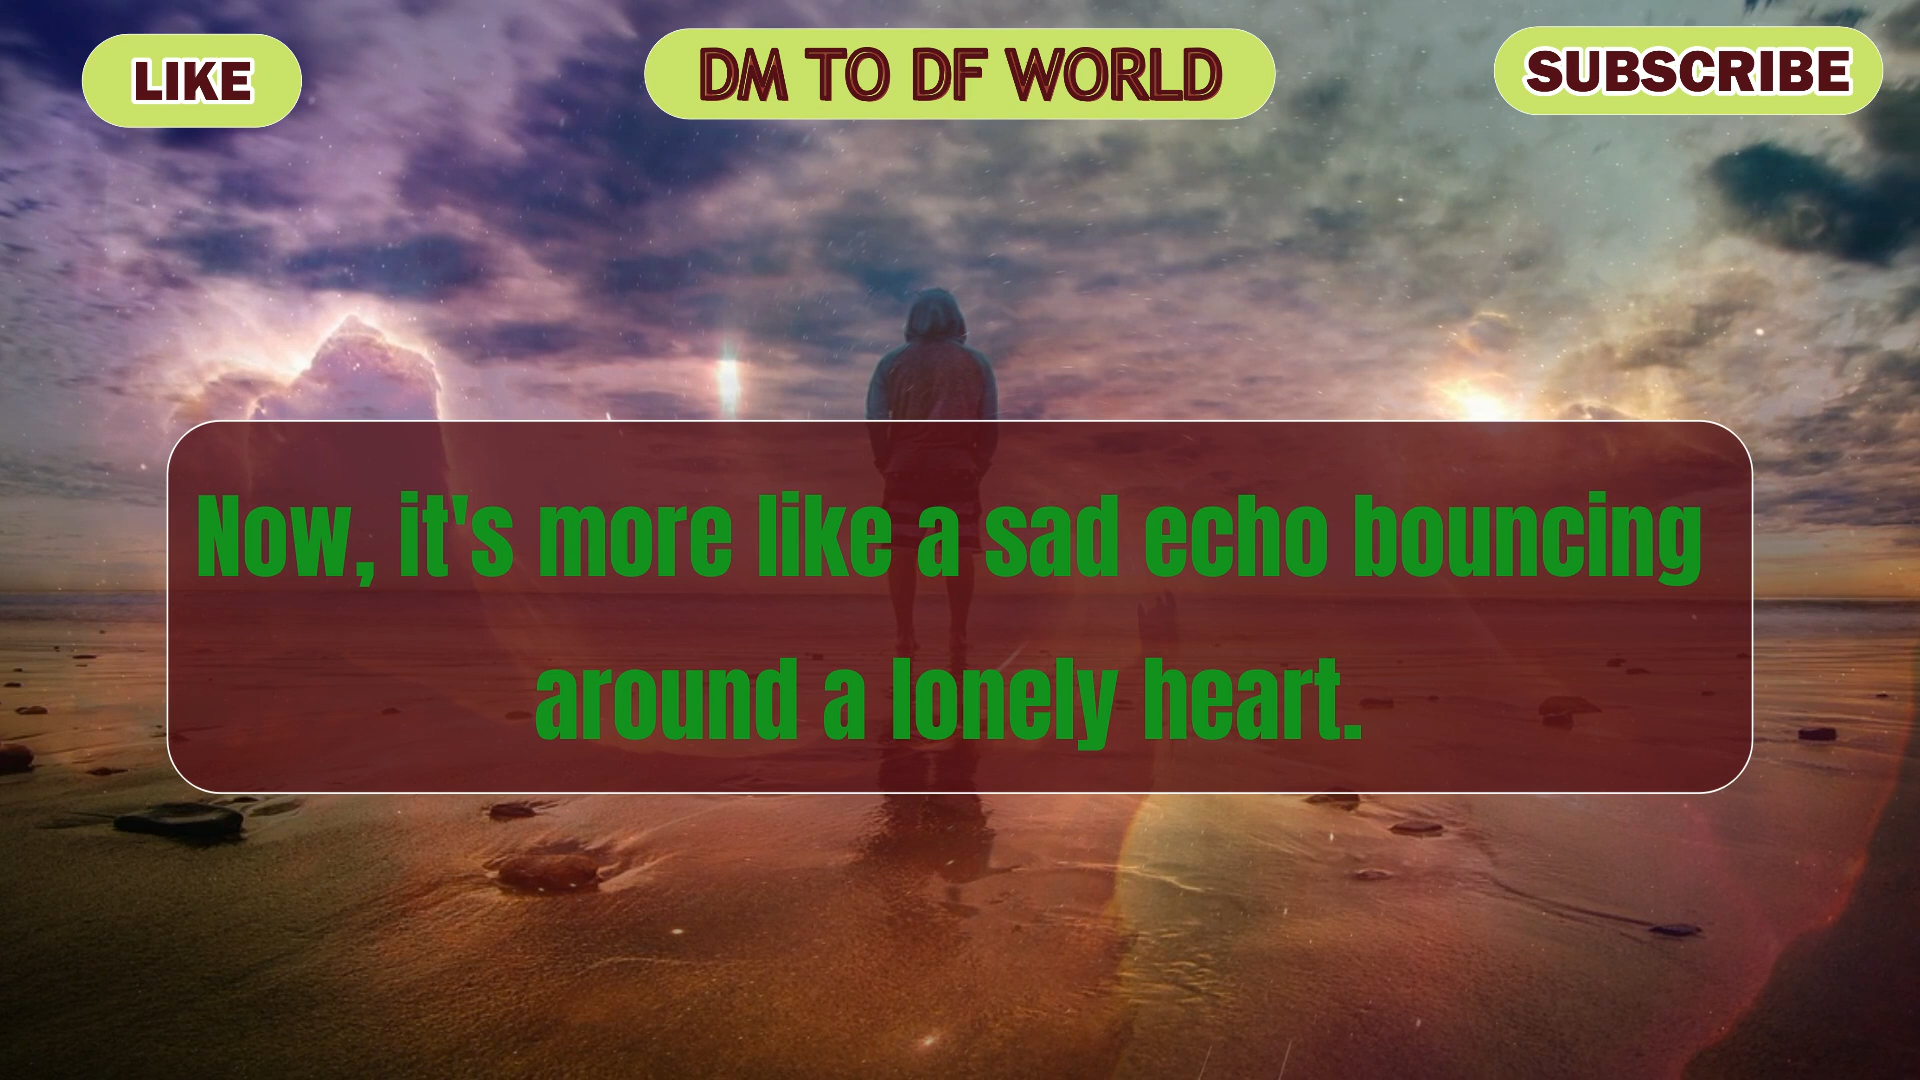 LIKE
DM TO DF WORLD
SUBSCRIBE
Now, it's more like a sad echo bouncing
around a lonely heart.